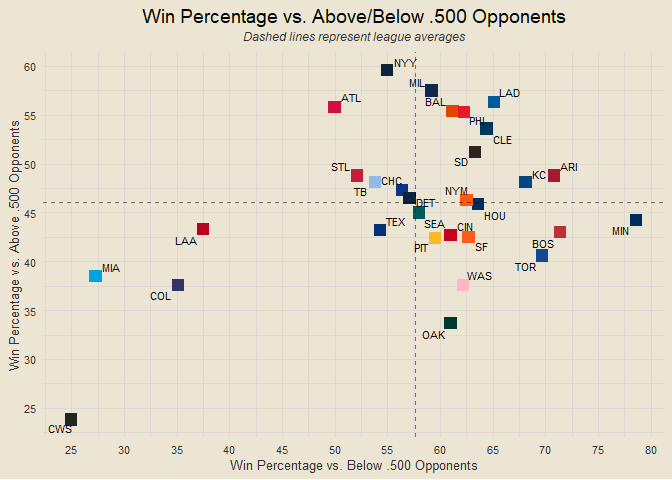 Win Percentage vs. Above/Below .500 Opponents
Dashed lines represent league averages
Win Percentage vs. Above .500 Opponents
60
55
50
45
40
35
30
25
NYY
MIL
LAD
ATL
BAL
PHI
CLE
SD
STL
ARI
KC
CHC
TB
NYM
DET
HOU
SEA
TEX
CIN
MIN
LAA
PIT
SF
BOS
TOR
MIA
WAS
COL
OAK
CWS
25
30
35
40
45
50
55
60
65
70
75
80
Win Percentage vs. Below .500 Opponents